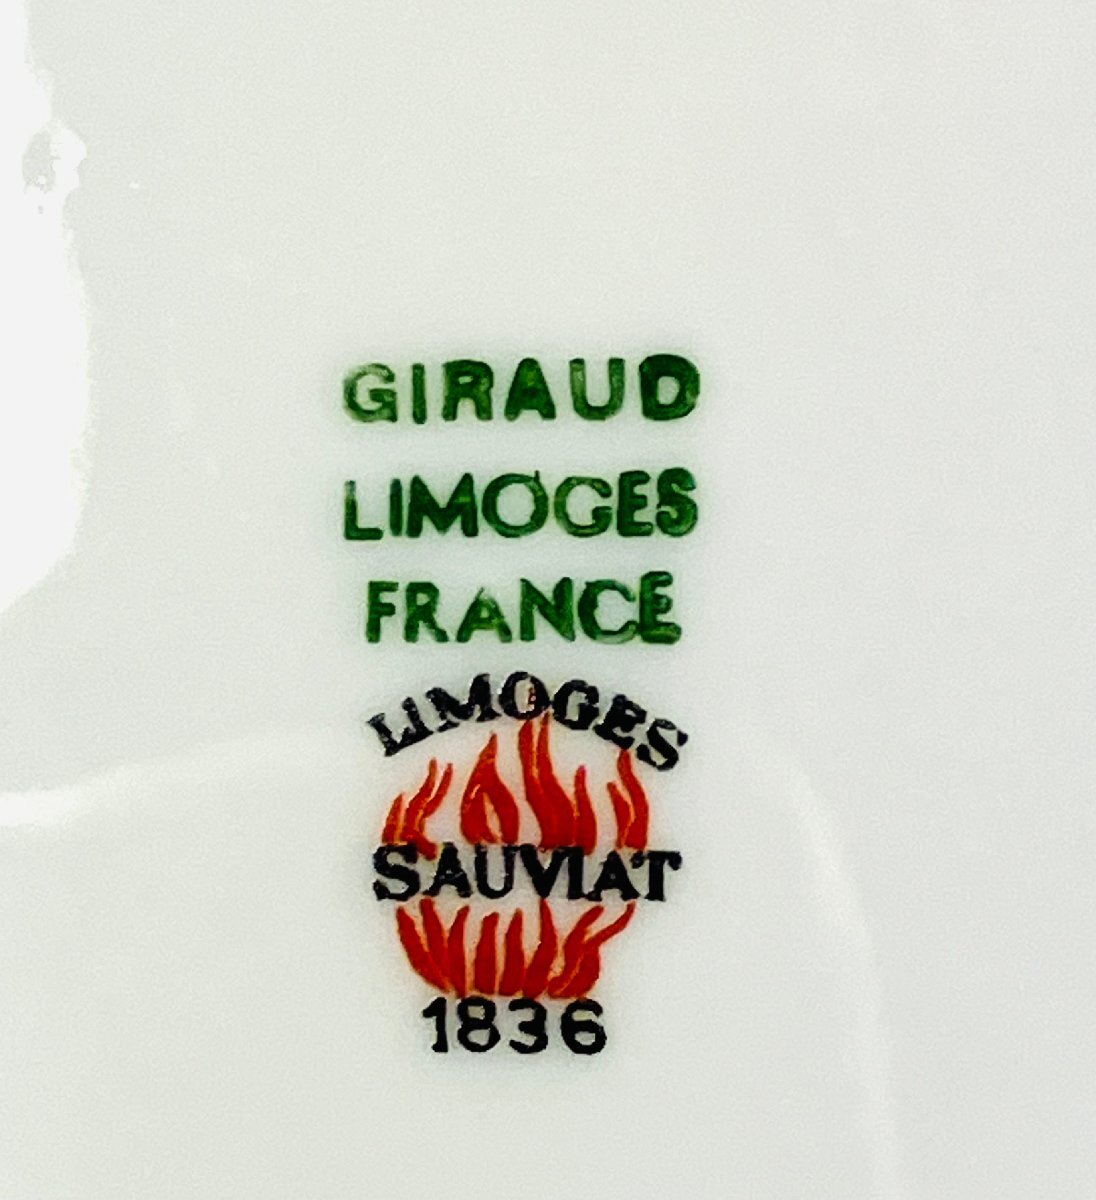 GIRAUD
LIMOGES
FRANCE
LIMOGES
SAUVIAT
1836